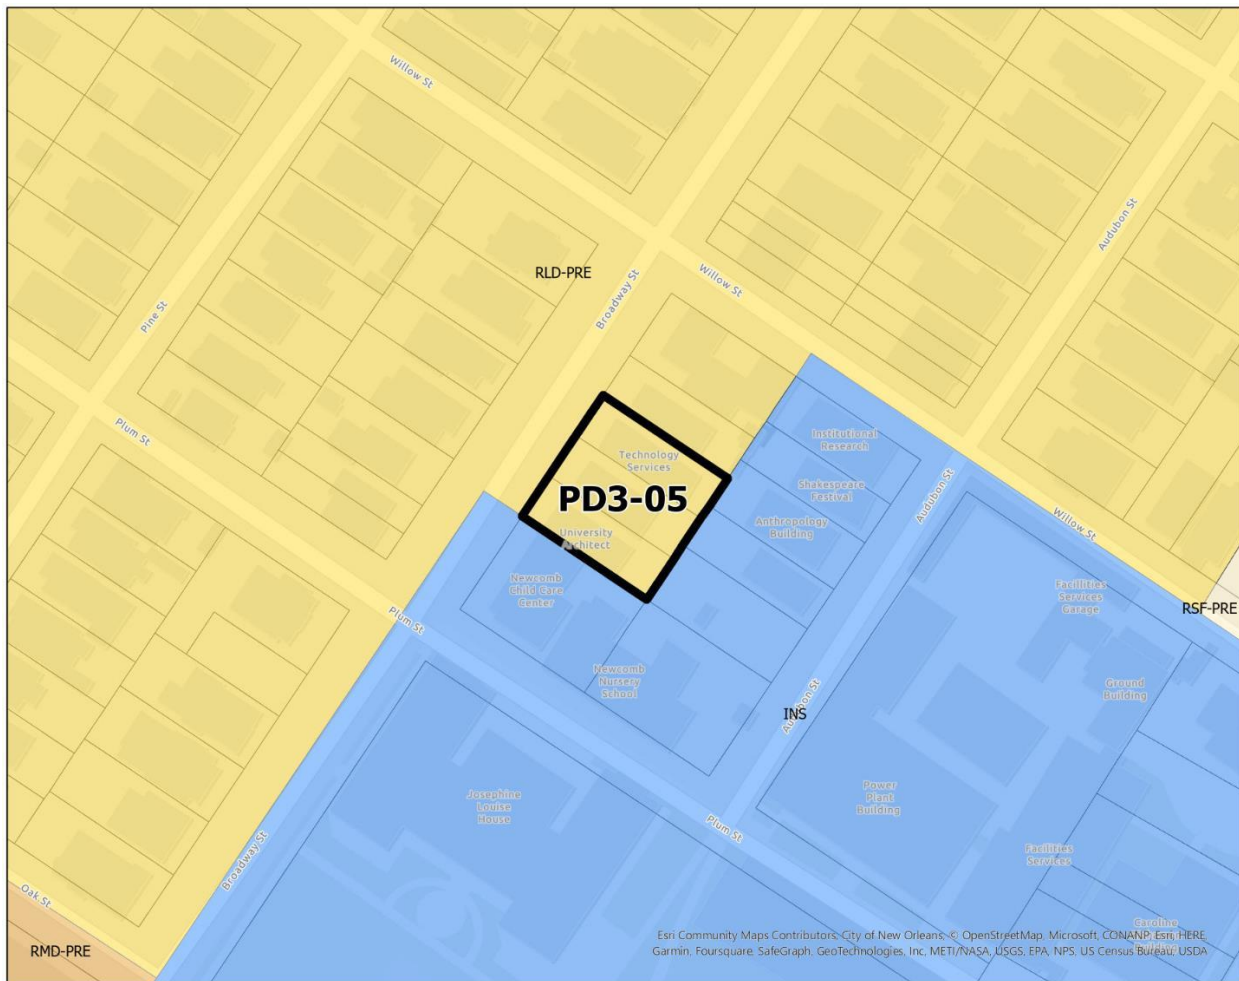 Willow St
Audubon St
RLD-PRE
Willow St
Broadway St
Pine St
Plum St
Institutional
Research
Technology
Services
Shakespeare
Festival
Audubon St
PD3-05
Anthropology
Building
Willow St
University
Architect
Newcomb
Child Care
Center
Facilities
Services
Garage
RSF-PRE
Plum St
Newcomb
Nursery
School
Ground
Building
Audubon St
INS
Josephine
Louise
House
Power
Plant
Building
Plum St
Broadway St
Facilities
Services
Oak St
Caroline
Building
RMD-PRE
Esri Community Maps Contributors, City of New Orleans, © OpenStreetMap, Microsoft, CONANP, Esri, HERE,
Garmin, Foursquare, SafeGraph, GeoTechnologies, Inc, METI/NASA, USGS, EPA, NPS, US Census Bureau, USDA